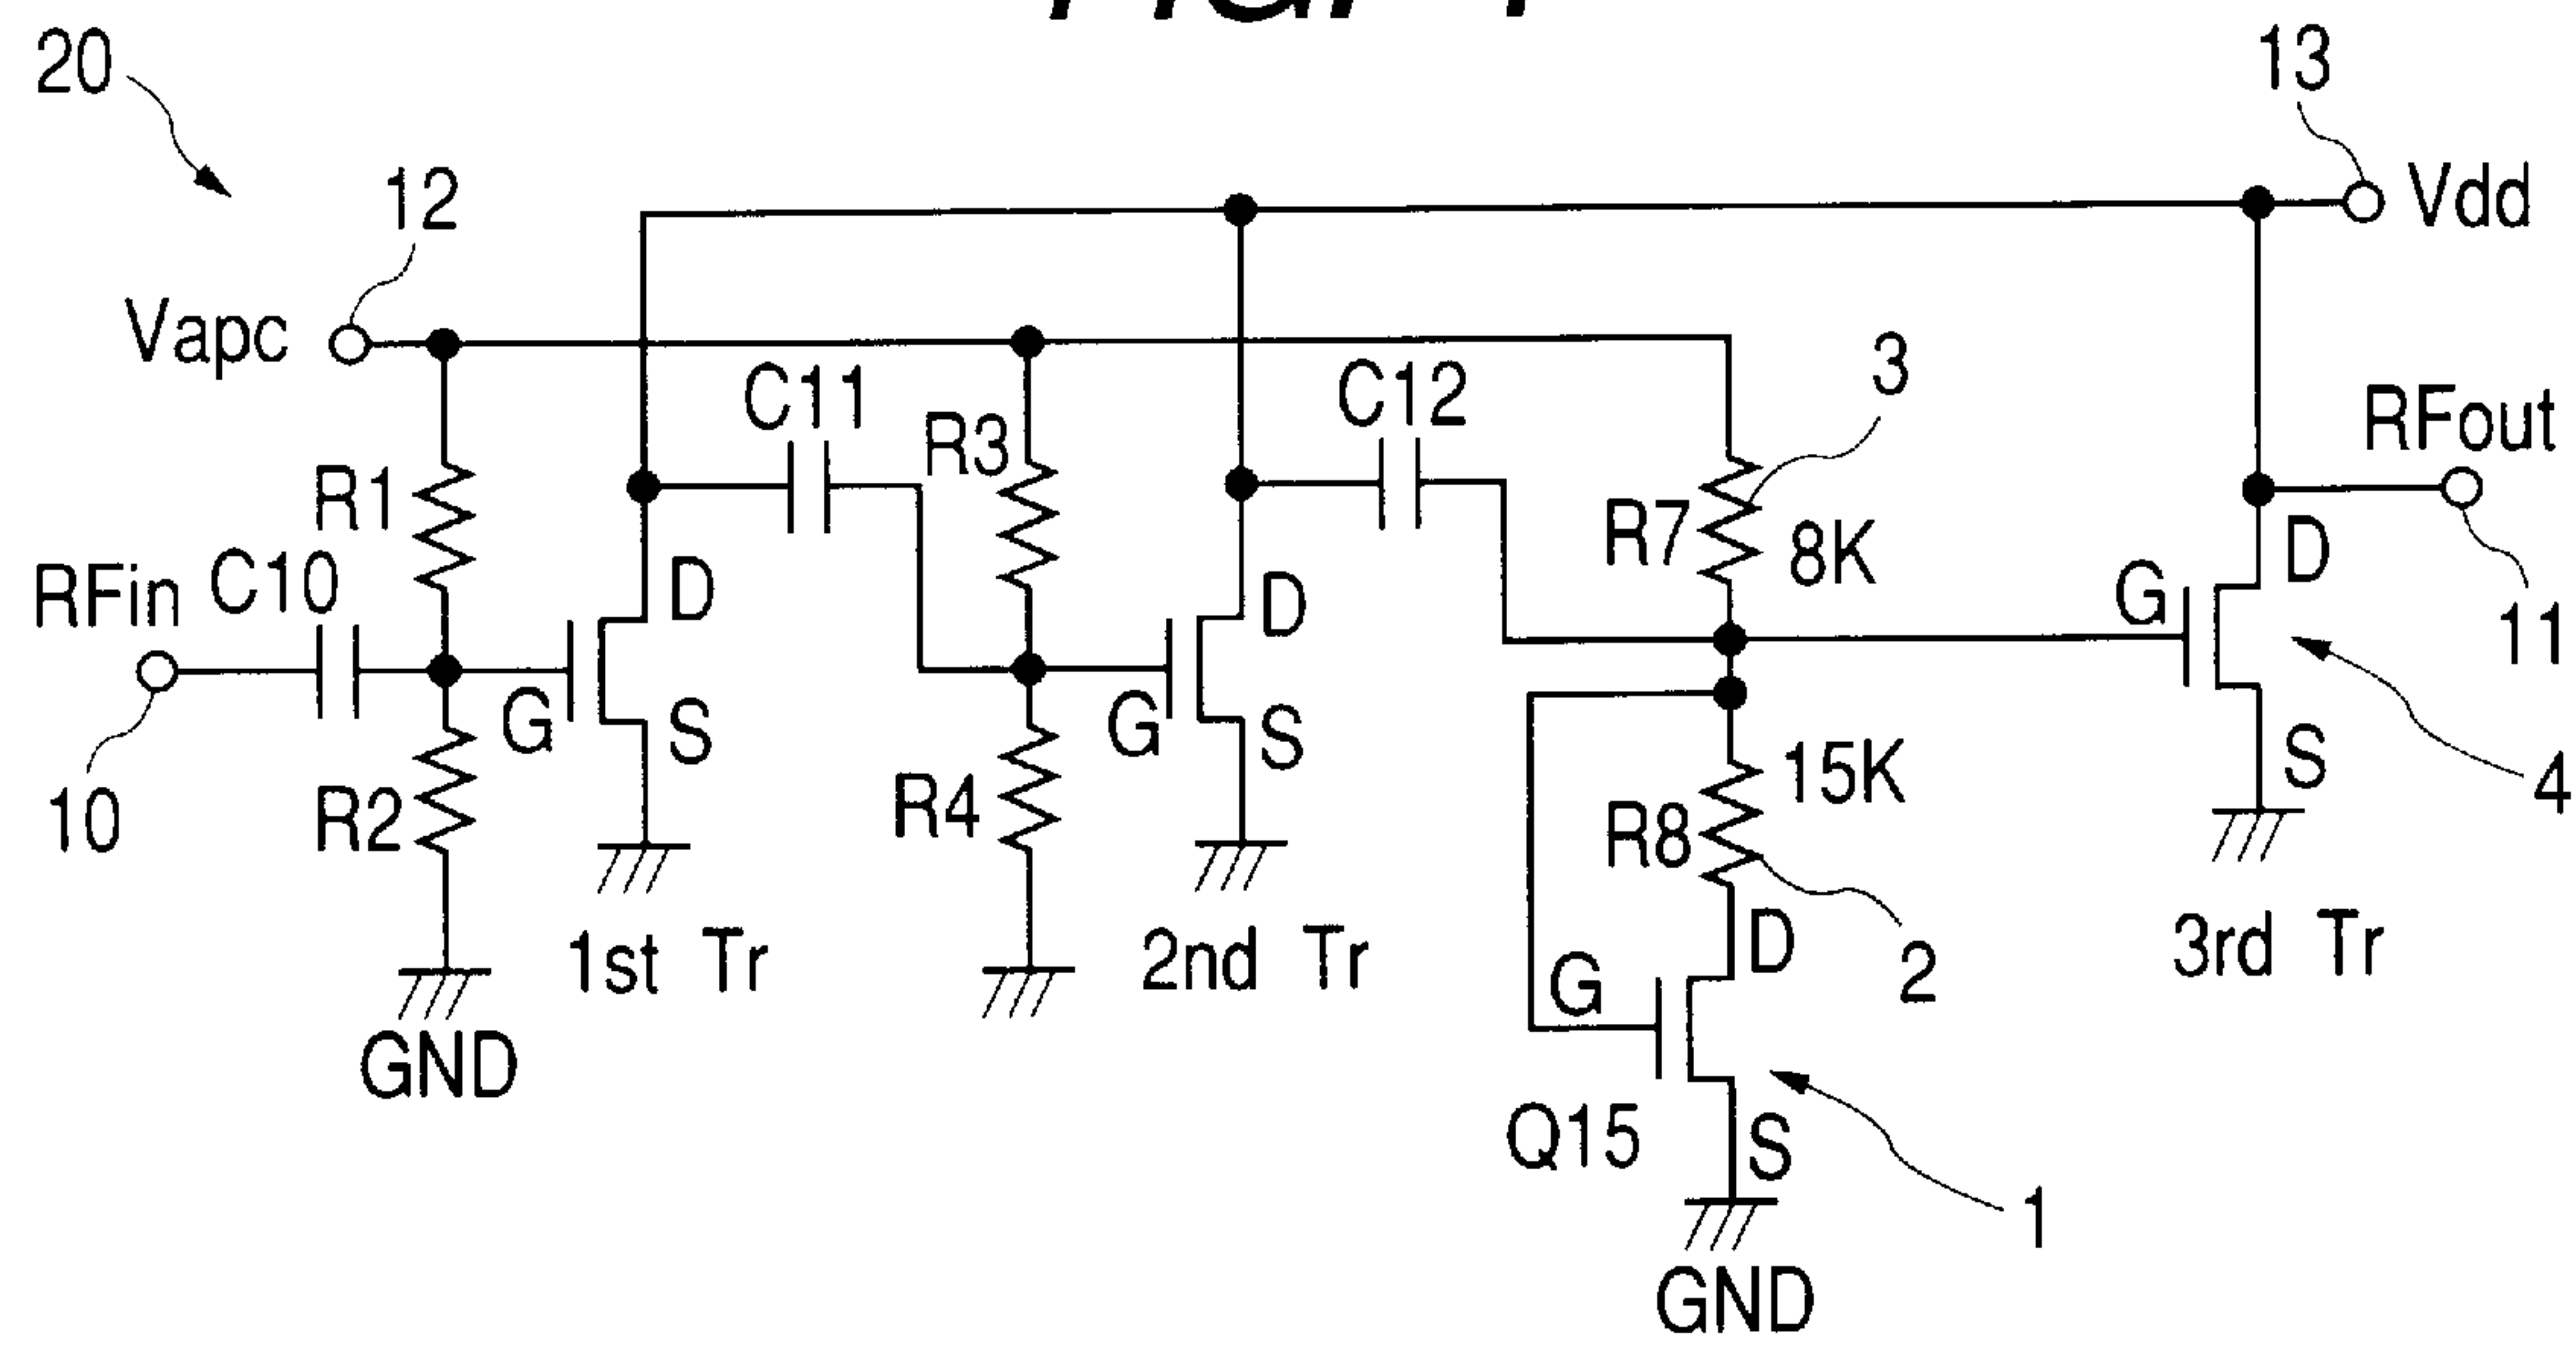 20
13
12
Vdd
Vapc
C11
C12
3
R3
RFout
R1
R7
8K
D
G
RFin
C10
D
D
11
G
S
G
S
15K
S
4
10
R2
R4
R8
1st Tr
2nd Tr
D
2
3rd Tr
G
GND
Q15
S
1
GND